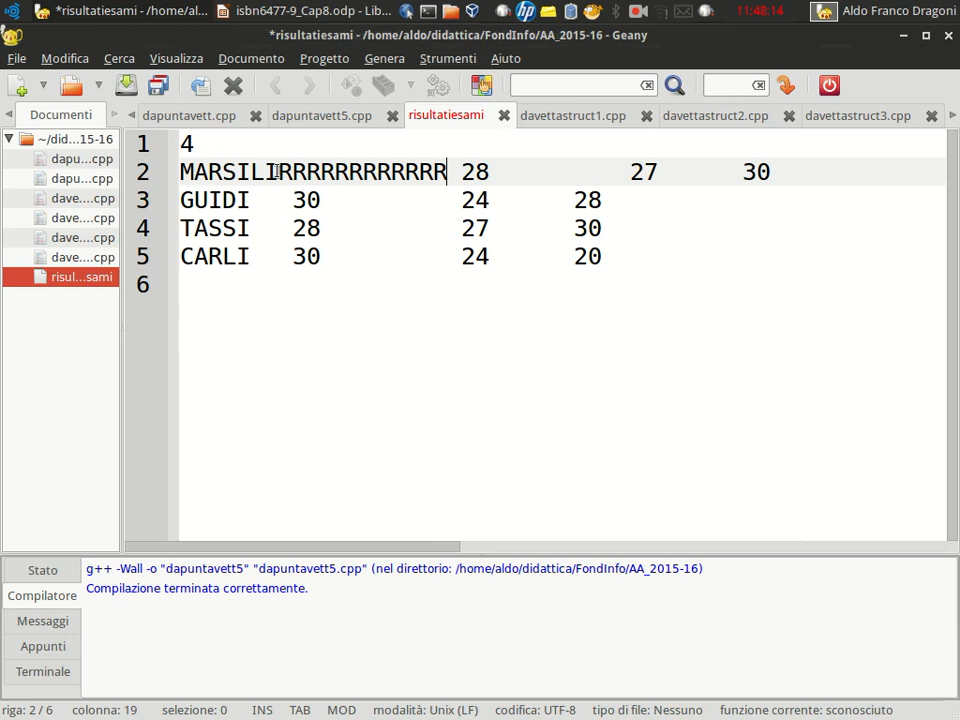 *risultatiesami - /home/al... isbn6477-9_Cap8.odp - Lib... 11:48:14 Aldo Franco Dragoni
*risultatiesami - /home/aldo/didattica/FondInfo/AA_2015-16 - Geany
File Modifica Cerca Visualizza Documento Progetto Genera Strumenti Aiuto
Documenti dapuntavett.cpp dapuntavett5.cpp risultatiesami davettastruct1.cpp davettastruct2.cpp davettastruct3.cpp
~/did...15-16
dapu....cpp
dapu....cpp
dave....cpp
dave....cpp
dave....cpp
dave....cpp
risul...sami
1 4
2 MARSILIRRRRRRRRRRRR 28 27 30
3 GUIDI 30 24 28
4 TASSI 28 27 30
5 CARLI 30 24 20
6
Stato
Compilatore
Messaggi
Appunti
Terminale
g++ -Wall -o "dapuntavett5" "dapuntavett5.cpp" (nel direttorio: /home/aldo/didattica/FondInfo/AA_2015-16)
Compilazione terminata correttamente.
riga: 2 / 6 colonna: 19 selezione: 0 INS TAB MOD modalità: Unix (LF) codifica: UTF-8 tipo di file: Nessuno funzione corrente: sconosciuto